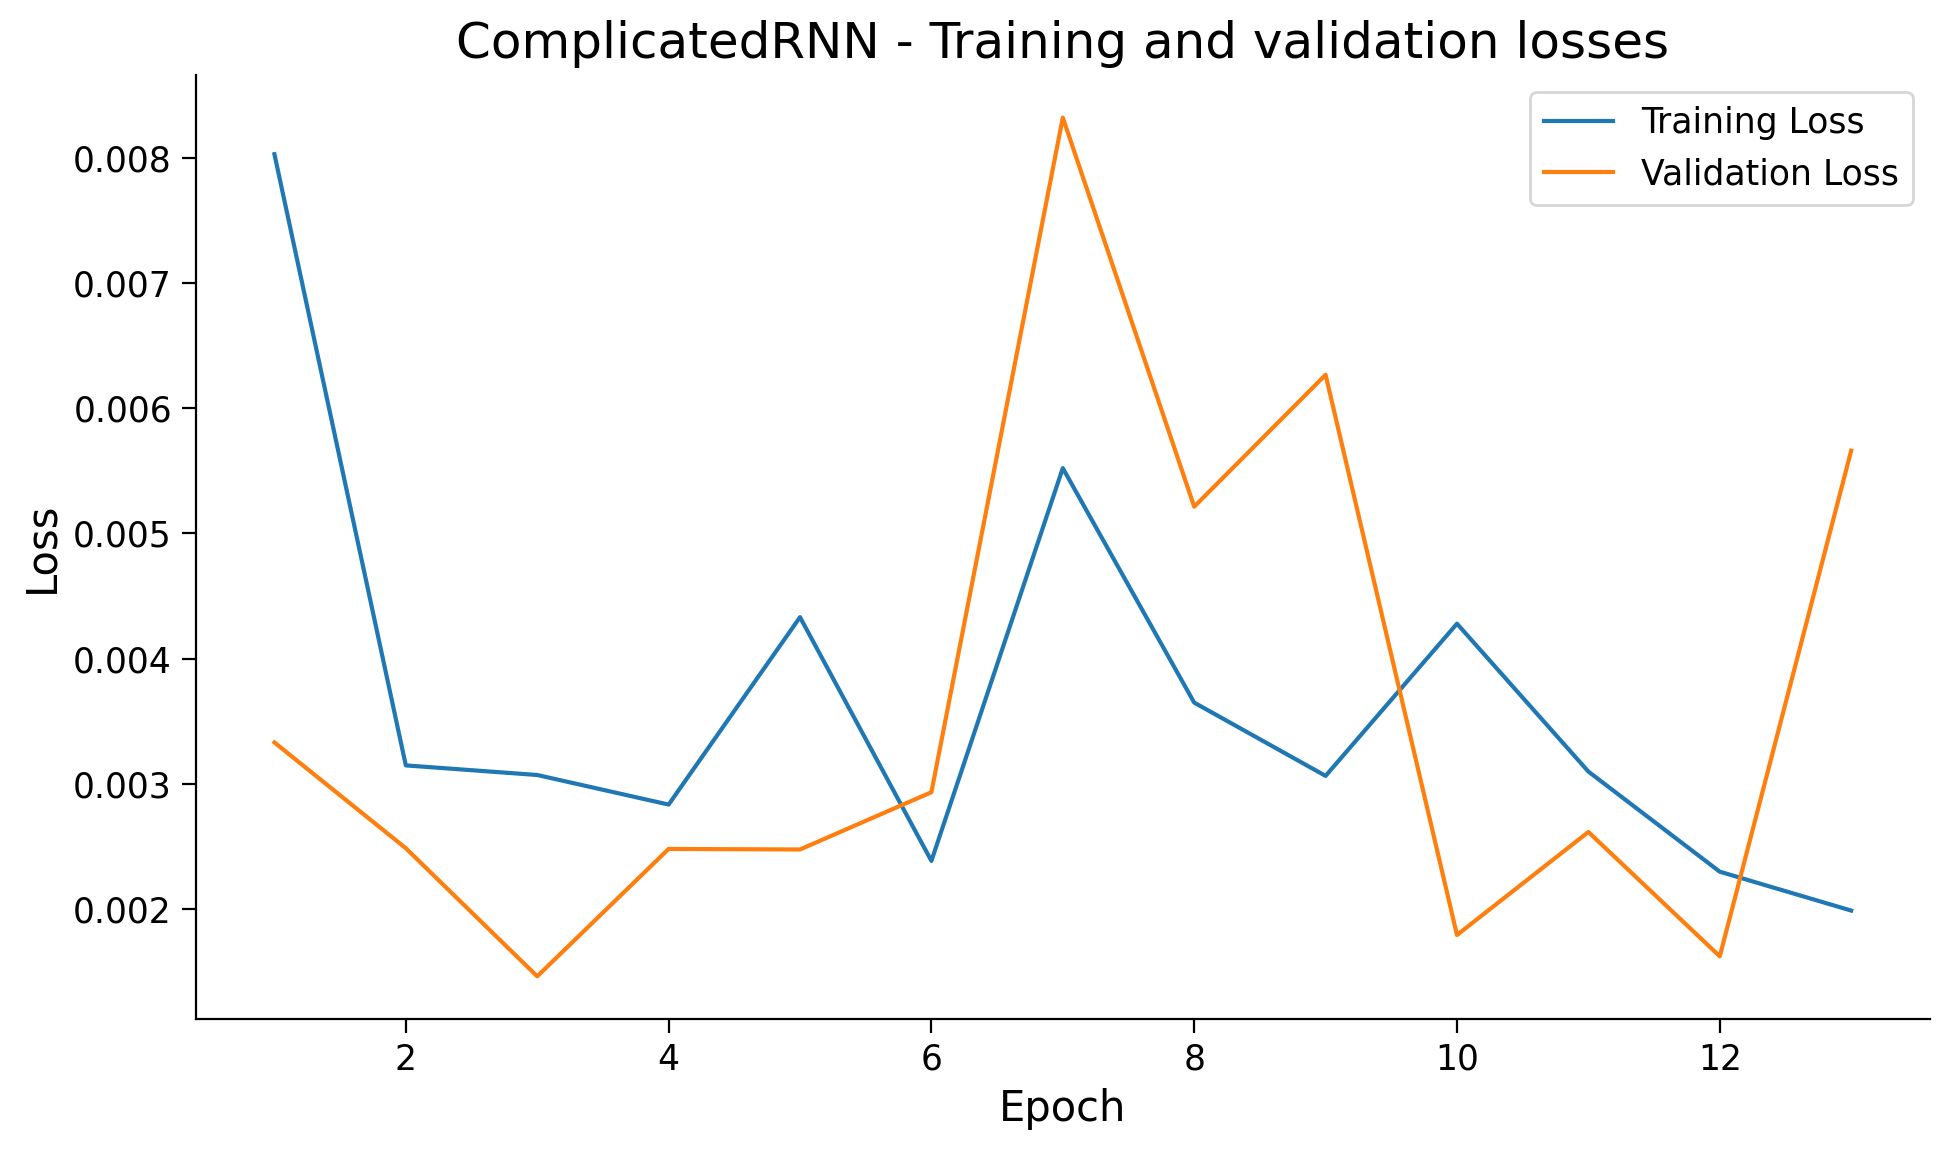 ComplicatedRNN - Training and validation losses
Training Loss
Validation Loss
0.008
0.007
0.006
0.005
0.004
0.003
0.002
Loss
2 4 6 8 10 12
Epoch